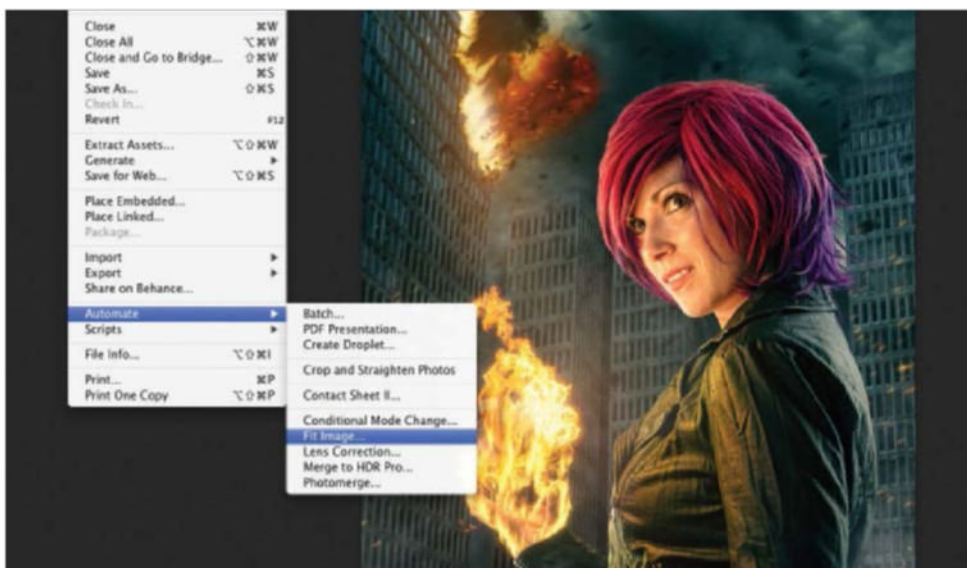 Close ⌘W
Close All ⌥⌘W
Close and Go to Bridge... ⇧⌘W
Save ⌘S
Save As... ⇧⌘S
Check In...
Revert F12
Extract Assets... ⌥⇧⌘W
Generate ▶
Save for Web... ⌥⇧⌘S
Place Embedded...
Place Linked...
Package...
Import ▶
Export ▶
Share on Behance...
Automate ▶
Scripts ▶
File Info... ⌥⇧⌘I
Print... ⌘P
Print One Copy ⌥⇧⌘P
Batch...
PDF Presentation...
Create Droplet...
Crop and Straighten Photos
Contact Sheet II...
Conditional Mode Change...
Fit Image...
Lens Correction...
Merge to HDR Pro...
Photomerge...